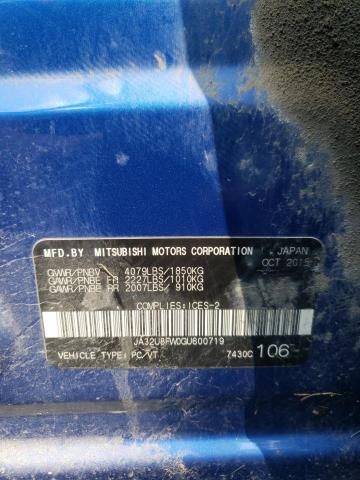 MFD.BY MITSUBISHI MOTORS CORPORATION JAPAN
OCT 2015
GVWR/PNBV 4079LBS/1850KG
GAWR/PNBE FR 2227LBS/1010KG
GAWR/PNBE RR 2007LBS/ 910KG
COMPLIES:ICES-2
JA32U8FW0GU600719
VEHICLE TYPE: PC/VT 7430C 106